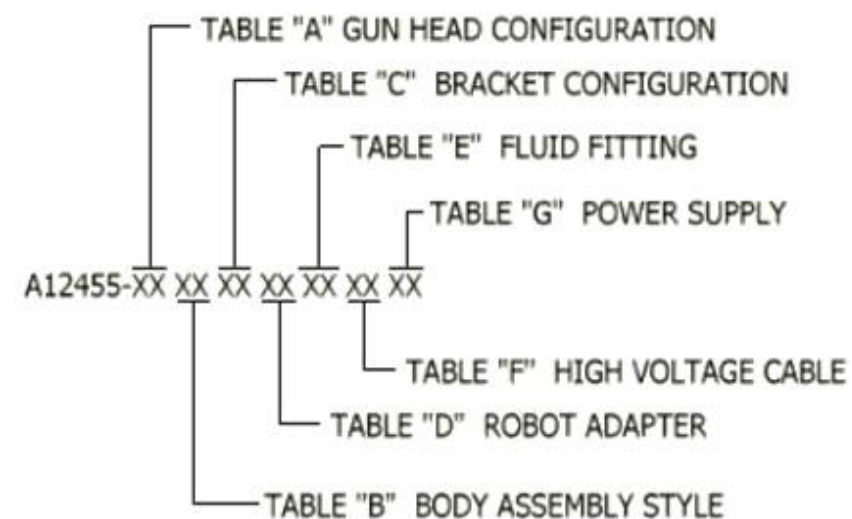 TABLE "A" GUN HEAD CONFIGURATION
TABLE "C" BRACKET CONFIGURATION
TABLE "E" FLUID FITTING
TABLE "G" POWER SUPPLY
A12455-XX XX XX XX XX XX XX
TABLE "F" HIGH VOLTAGE CABLE
TABLE "D" ROBOT ADAPTER
TABLE "B" BODY ASSEMBLY STYLE